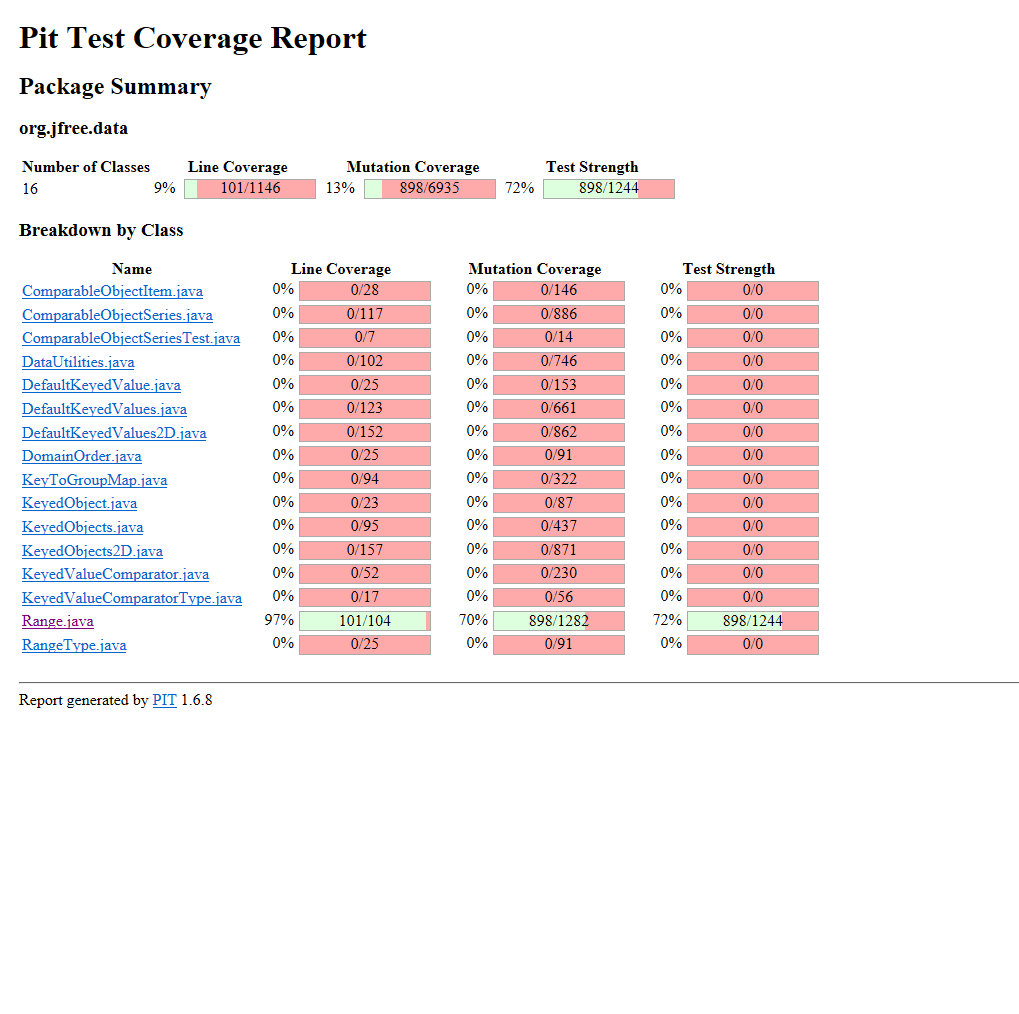 Pit Test Coverage Report
Package Summary
org.jfree.data
Number of Classes Line Coverage Mutation Coverage Test Strength
16 9% 101/1146 13% 898/6935 72% 898/1244
Breakdown by Class
Name Line Coverage Mutation Coverage Test Strength
ComparableObjectItem.java 0% 0/28 0% 0/146 0% 0/0
ComparableObjectSeries.java 0% 0/117 0% 0/886 0% 0/0
ComparableObjectSeriesTest.java 0% 0/7 0% 0/14 0% 0/0
DataUtilities.java 0% 0/102 0% 0/746 0% 0/0
DefaultKeyedValue.java 0% 0/25 0% 0/153 0% 0/0
DefaultKeyedValues.java 0% 0/123 0% 0/661 0% 0/0
DefaultKeyedValues2D.java 0% 0/152 0% 0/862 0% 0/0
DomainOrder.java 0% 0/25 0% 0/91 0% 0/0
KeyToGroupMap.java 0% 0/94 0% 0/322 0% 0/0
KeyedObject.java 0% 0/23 0% 0/87 0% 0/0
KeyedObjects.java 0% 0/95 0% 0/437 0% 0/0
KeyedObjects2D.java 0% 0/157 0% 0/871 0% 0/0
KeyedValueComparator.java 0% 0/52 0% 0/230 0% 0/0
KeyedValueComparatorType.java 0% 0/17 0% 0/56 0% 0/0
Range.java 97% 101/104 70% 898/1282 72% 898/1244
RangeType.java 0% 0/25 0% 0/91 0% 0/0
Report generated by PIT 1.6.8